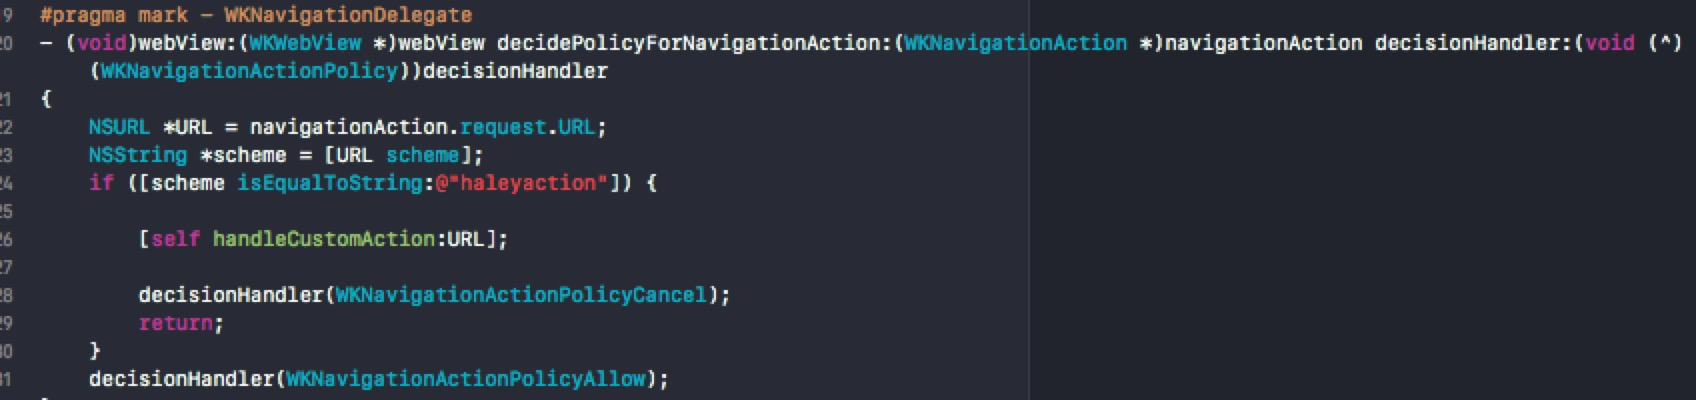 9 #pragma mark - WKNavigationDelegate
20 - (void)webView:(WKWebView *)webView decidePolicyForNavigationAction:(WKNavigationAction *)navigationAction decisionHandler:(void (^)
(WKNavigationActionPolicy))decisionHandler
21 {
22 NSURL *URL = navigationAction.request.URL;
23 NSString *scheme = [URL scheme];
24 if ([scheme isEqualToString:@"haleyaction"]) {
25
26 [self handleCustomAction:URL];
27
28 decisionHandler(WKNavigationActionPolicyCancel);
29 return;
30 }
31 decisionHandler(WKNavigationActionPolicyAllow);